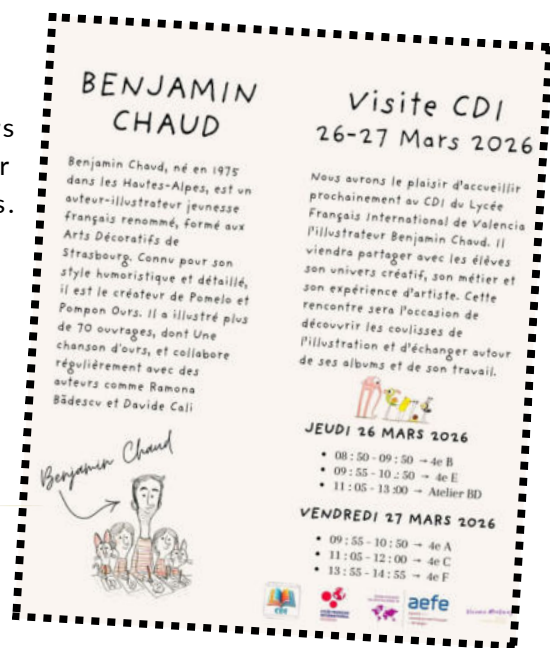 s
r
s.
BENJAMIN
CHAUD
Benjamin Chaud, né en 1975
dans les Hautes-Alpes, est un
auteur-illustrateur jeunesse
français renommé, formé aux
Arts Décoratifs de
Strasbourg. Connu pour son
style humoristique et détaillé,
il est le créateur de Pomelo et
Pompon Ours. Il a illustré plus
de 70 ouvrages, dont Une
chanson d'ours, et collabore
régulièrement avec des
auteurs comme Ramona
Bădescu et Davide Cali
Benjamin Chaud
Visite CDI
26-27 Mars 2026
Nous aurons le plaisir d'accueillir
prochainement au CDI du Lycée
Français International de Valencia
l'illustrateur Benjamin Chaud. Il
viendra partager avec les élèves
son univers créatif, son métier et
son expérience d'artiste. Cette
rencontre sera l'occasion de
découvrir les coulisses de
l'illustration et d'échanger autour
de ses albums et de son travail.
JEUDI 26 MARS 2026
• 08:50-09:50 → 4e B
• 09:55-10:50 → 4e E
• 11:05-13:00 → Atelier BD
VENDREDI 27 MARS 2026
• 09:55-10:50 → 4e A
• 11:05-12:00 → 4e C
• 13:55-14:55 → 4e F
CDI
aefe